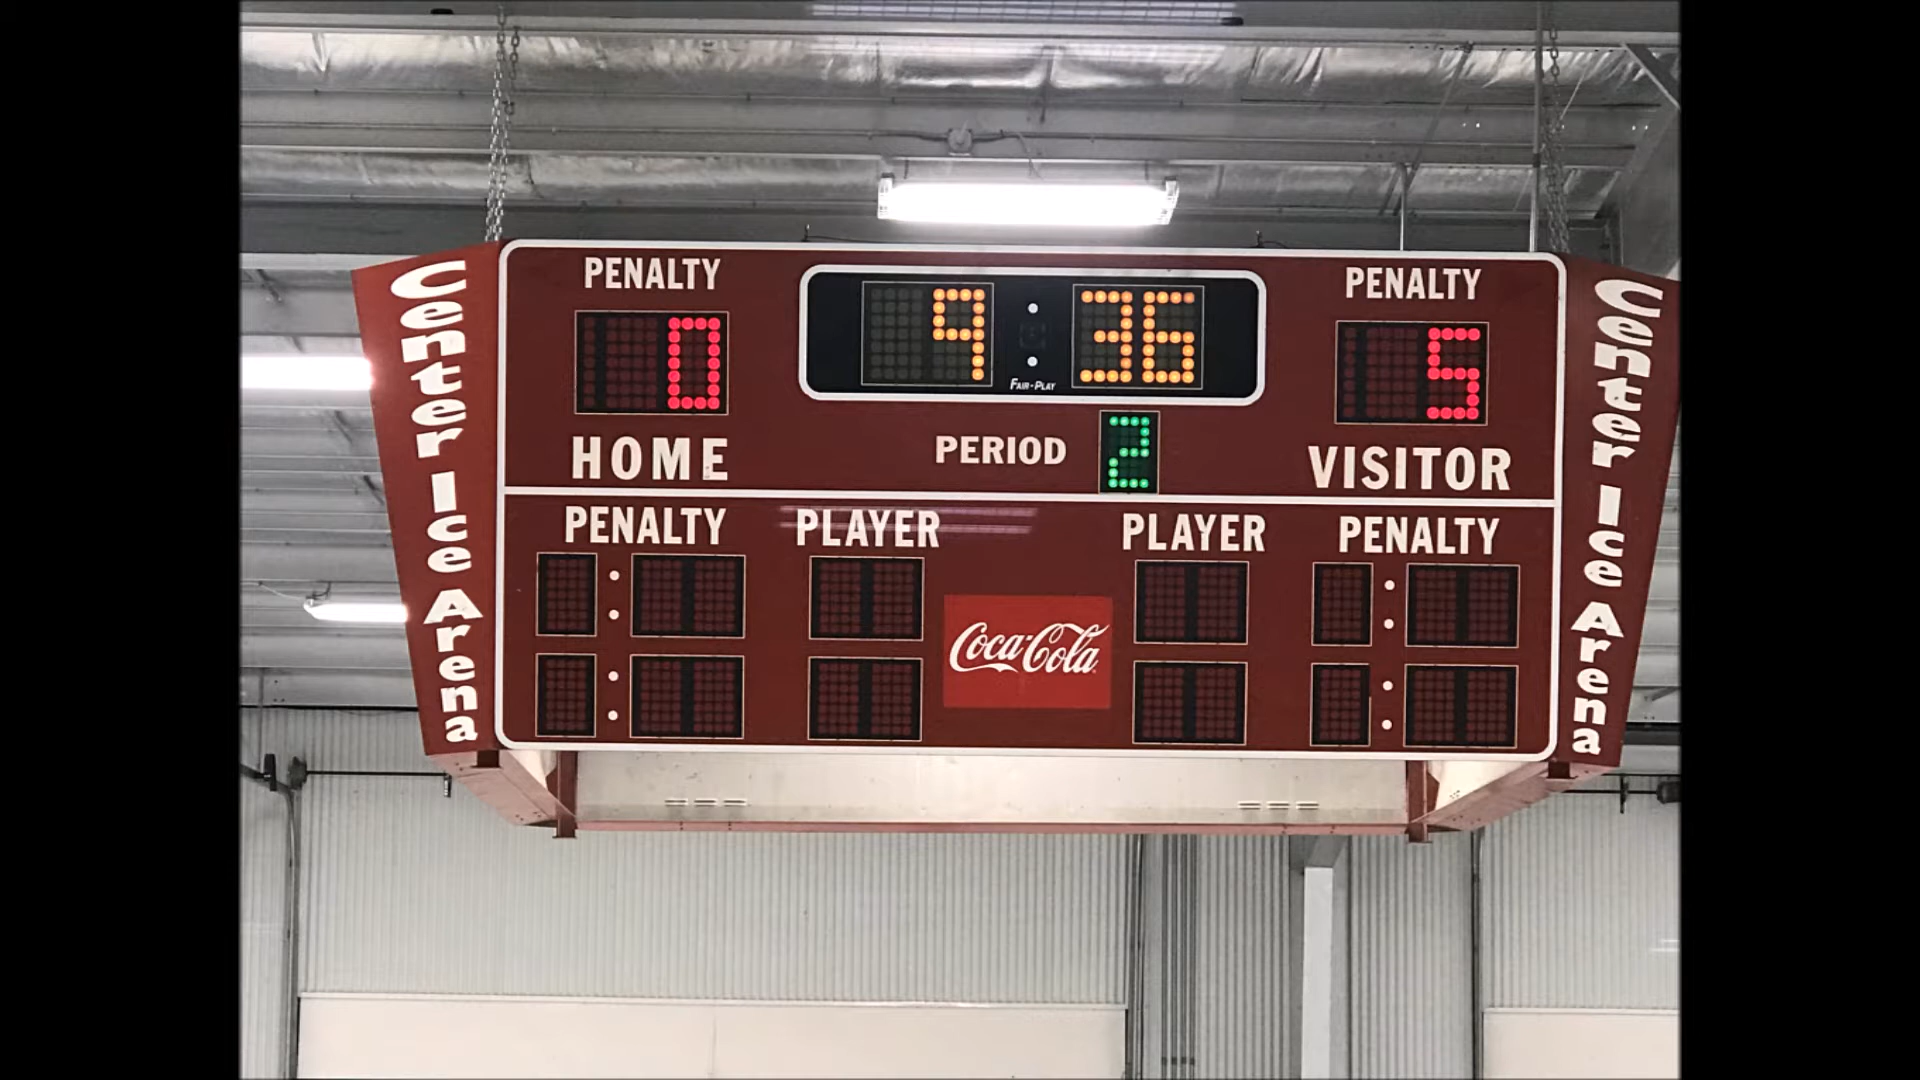 PENALTY
9:36
PENALTY
0
5
FAIR-PLAY
HOME
PERIOD 2
VISITOR
PENALTY PLAYER PLAYER PENALTY
Coca-Cola
Center Ice Arena
Center Ice Arena